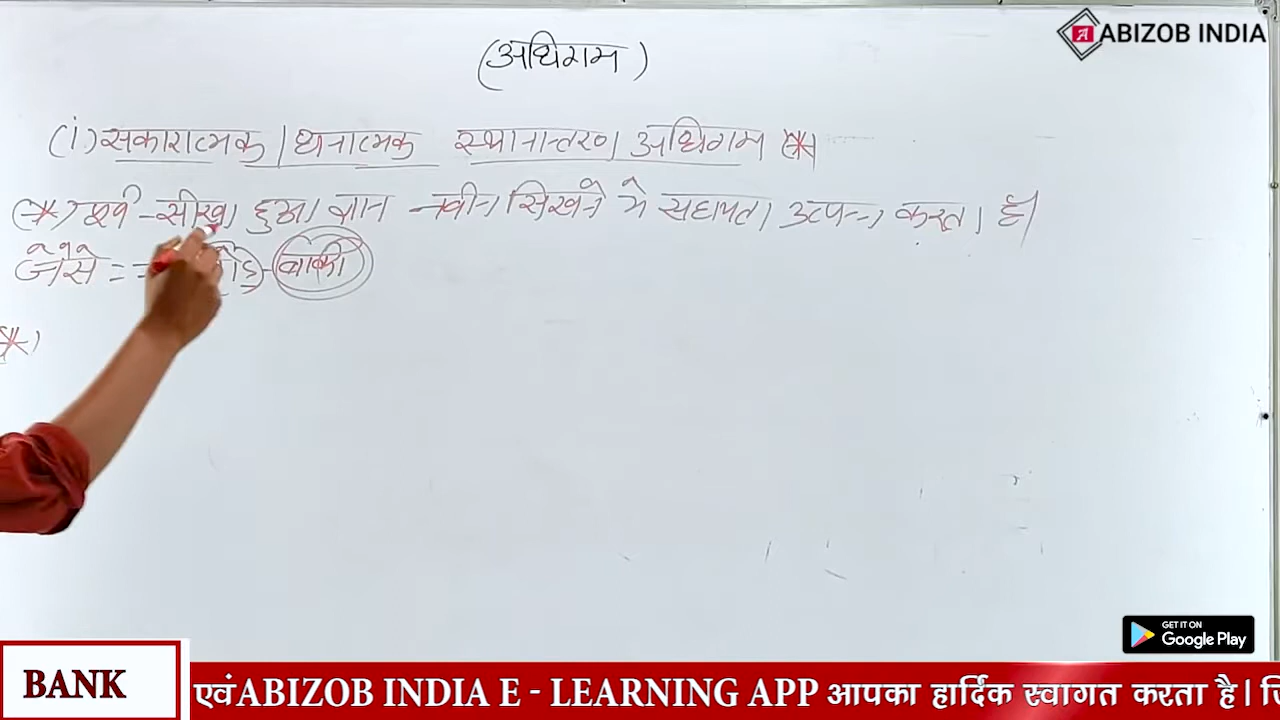 ABIZOB INDIA
(अधिगम)
(i) सकारात्मक / धनात्मक स्थानान्तरण अधिगम
पूर्व सीखा हुआ ज्ञान नवीन सिखने मे सहायता उत्पन्न करता है।
जैसे = बाकी
GET IT ON
Google Play
BANK
एवं ABIZOB INDIA E - LEARNING APP आपका हार्दिक स्वागत करता है।